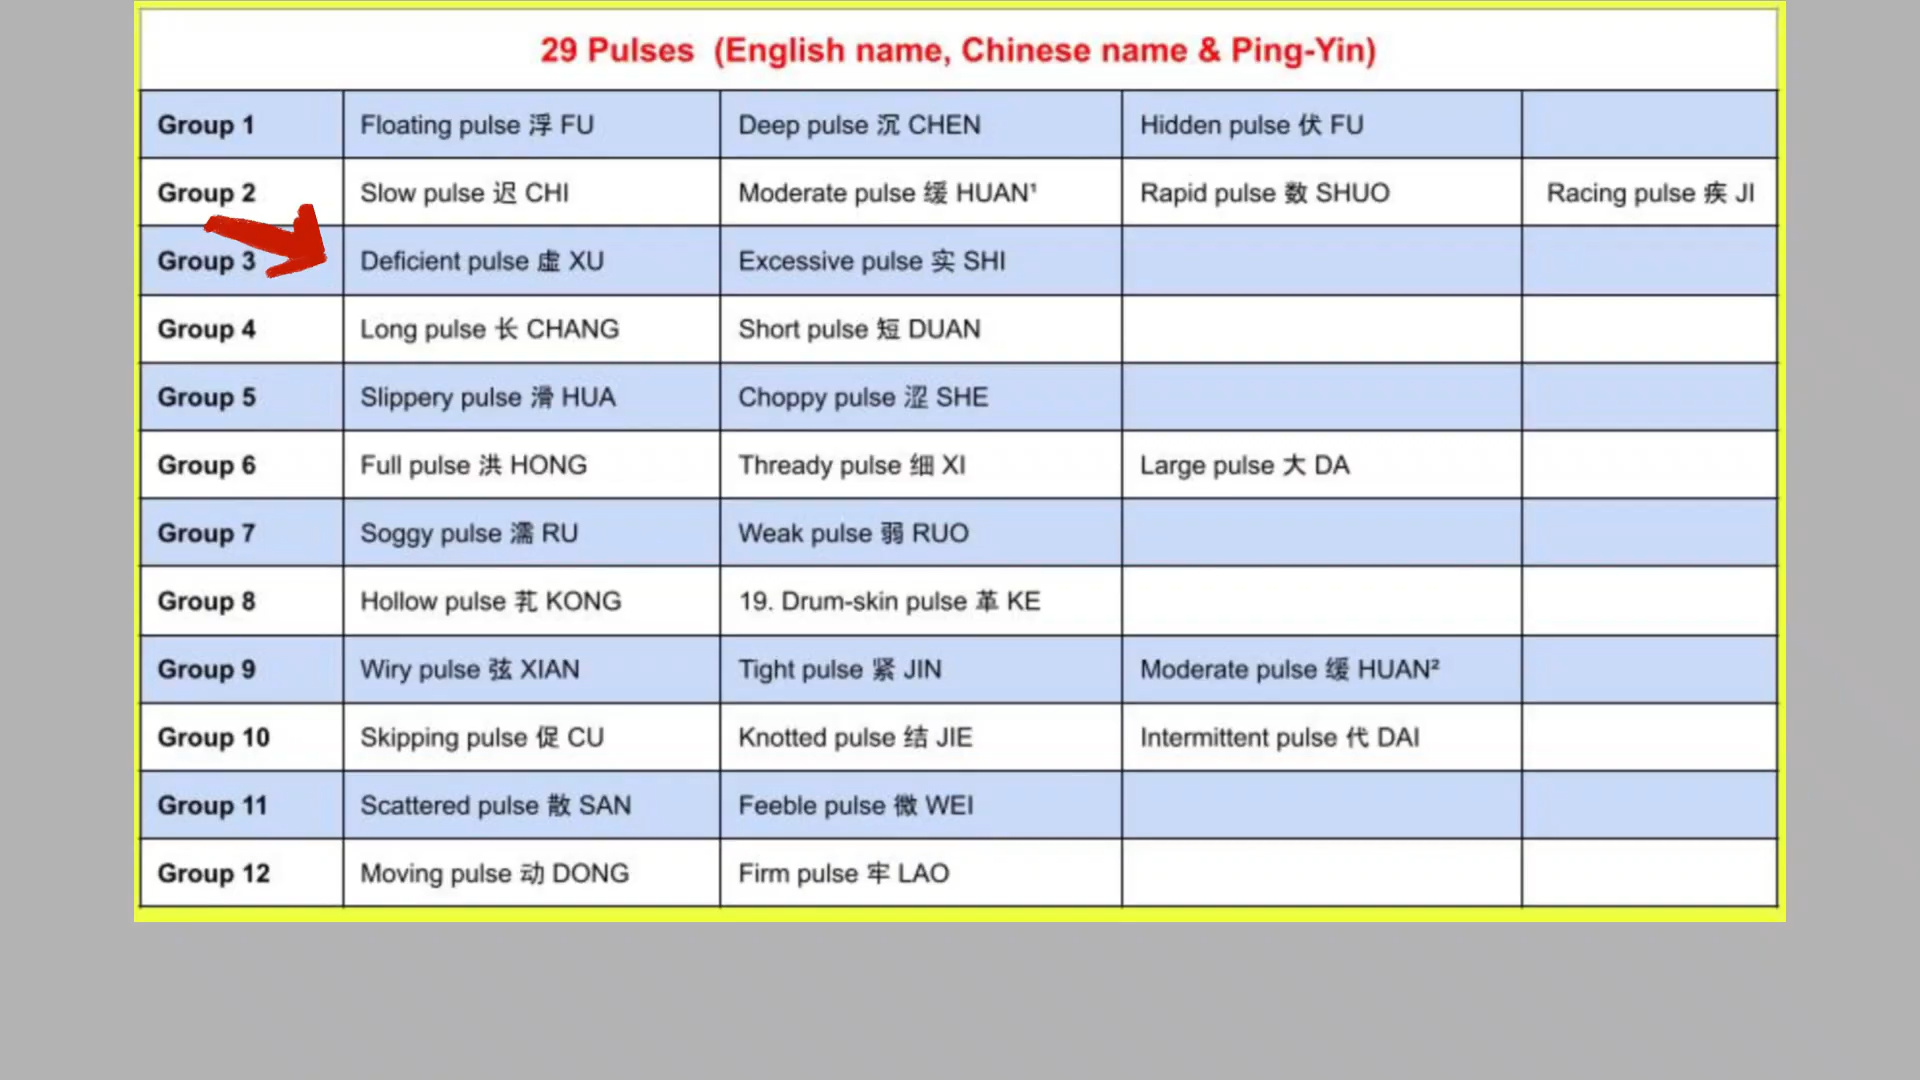 29 Pulses (English name, Chinese name & Ping-Yin)
Group 1 Floating pulse 浮 FU Deep pulse 沉 CHEN Hidden pulse 伏 FU
Group 2 Slow pulse 迟 CHI Moderate pulse 缓 HUAN¹ Rapid pulse 数 SHUO Racing pulse 疾 JI
Group 3 Deficient pulse 虚 XU Excessive pulse 实 SHI
Group 4 Long pulse 长 CHANG Short pulse 短 DUAN
Group 5 Slippery pulse 滑 HUA Choppy pulse 涩 SHE
Group 6 Full pulse 洪 HONG Thready pulse 细 XI Large pulse 大 DA
Group 7 Soggy pulse 濡 RU Weak pulse 弱 RUO
Group 8 Hollow pulse 芤 KONG 19. Drum-skin pulse 革 KE
Group 9 Wiry pulse 弦 XIAN Tight pulse 紧 JIN Moderate pulse 缓 HUAN²
Group 10 Skipping pulse 促 CU Knotted pulse 结 JIE Intermittent pulse 代 DAI
Group 11 Scattered pulse 散 SAN Feeble pulse 微 WEI
Group 12 Moving pulse 动 DONG Firm pulse 牢 LAO